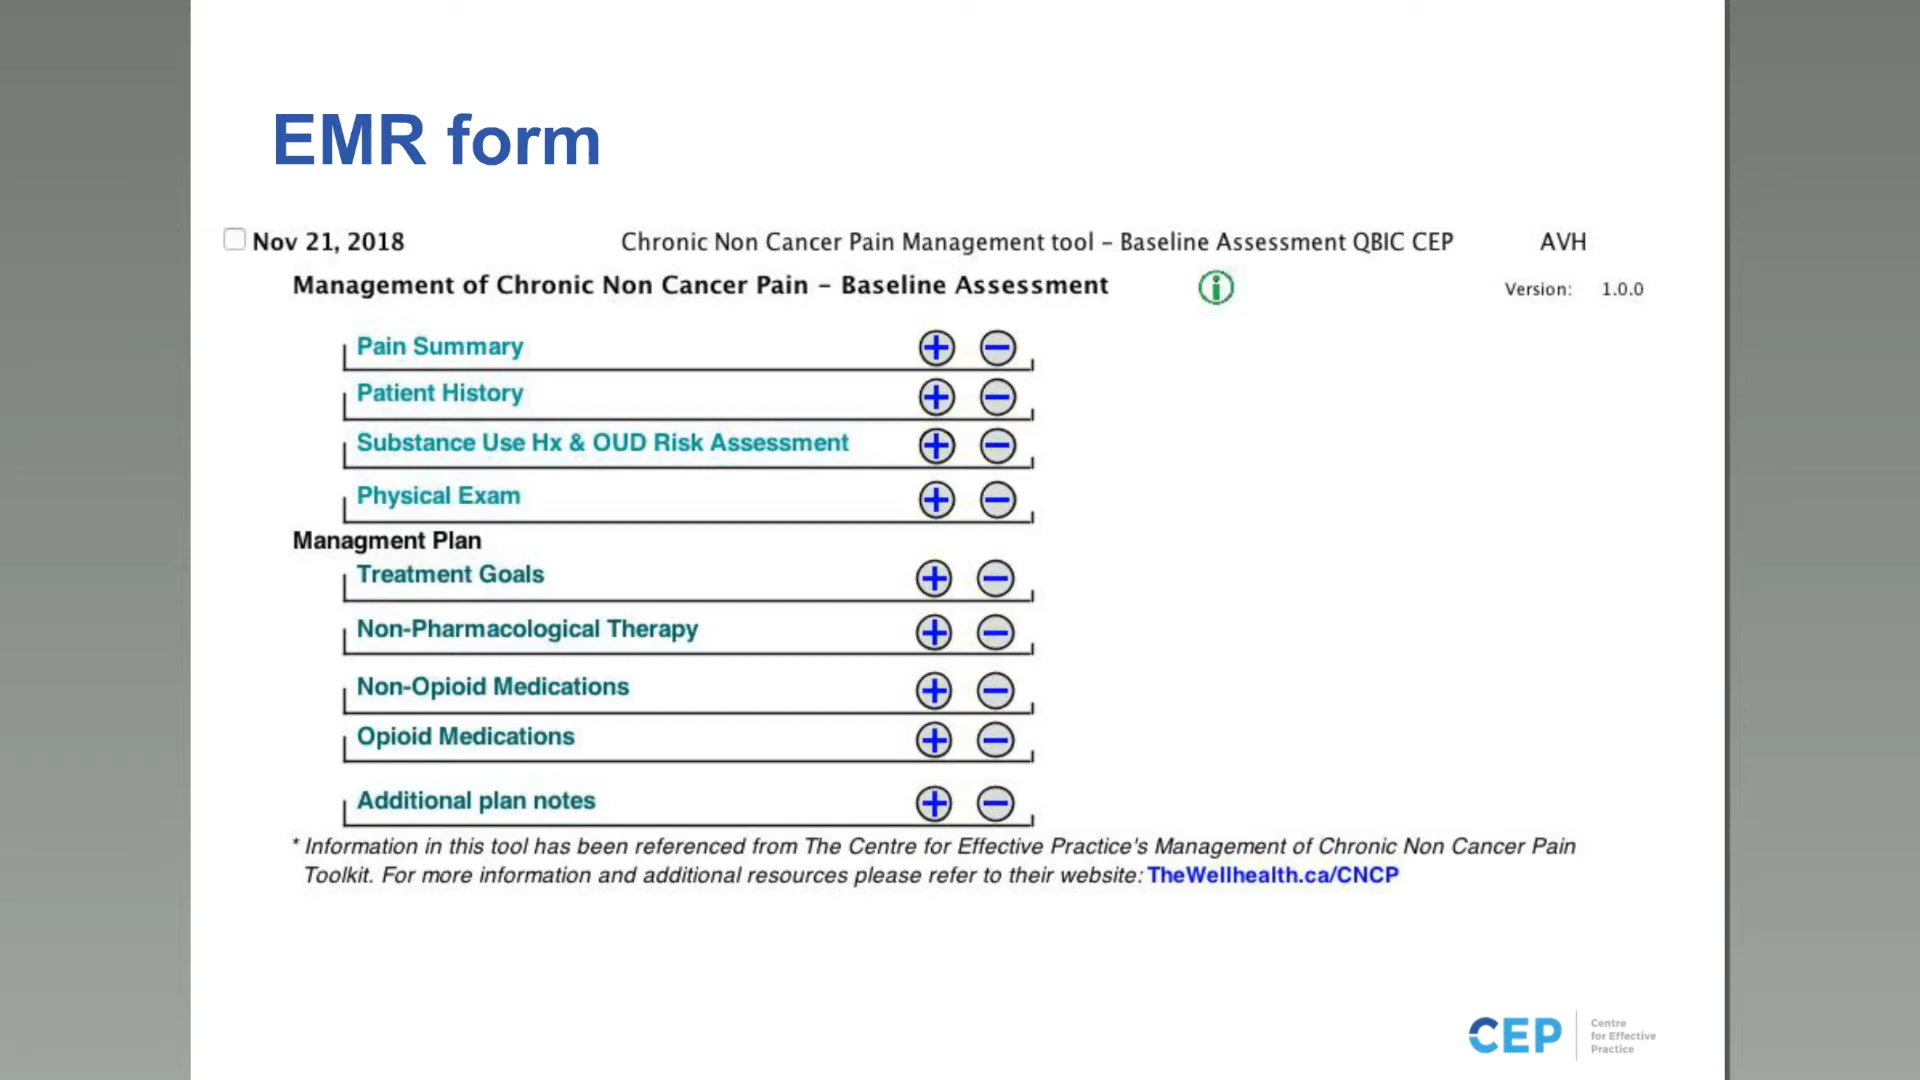 EMR form
Nov 21, 2018 Chronic Non Cancer Pain Management tool – Baseline Assessment QBIC CEP AVH
Management of Chronic Non Cancer Pain – Baseline Assessment Version: 1.0.0
Pain Summary
Patient History
Substance Use Hx & OUD Risk Assessment
Physical Exam
Managment Plan
Treatment Goals
Non-Pharmacological Therapy
Non-Opioid Medications
Opioid Medications
Additional plan notes
* Information in this tool has been referenced from The Centre for Effective Practice's Management of Chronic Non Cancer Pain
Toolkit. For more information and additional resources please refer to their website: TheWellhealth.ca/CNCP
CEP
Centre
for Effective
Practice